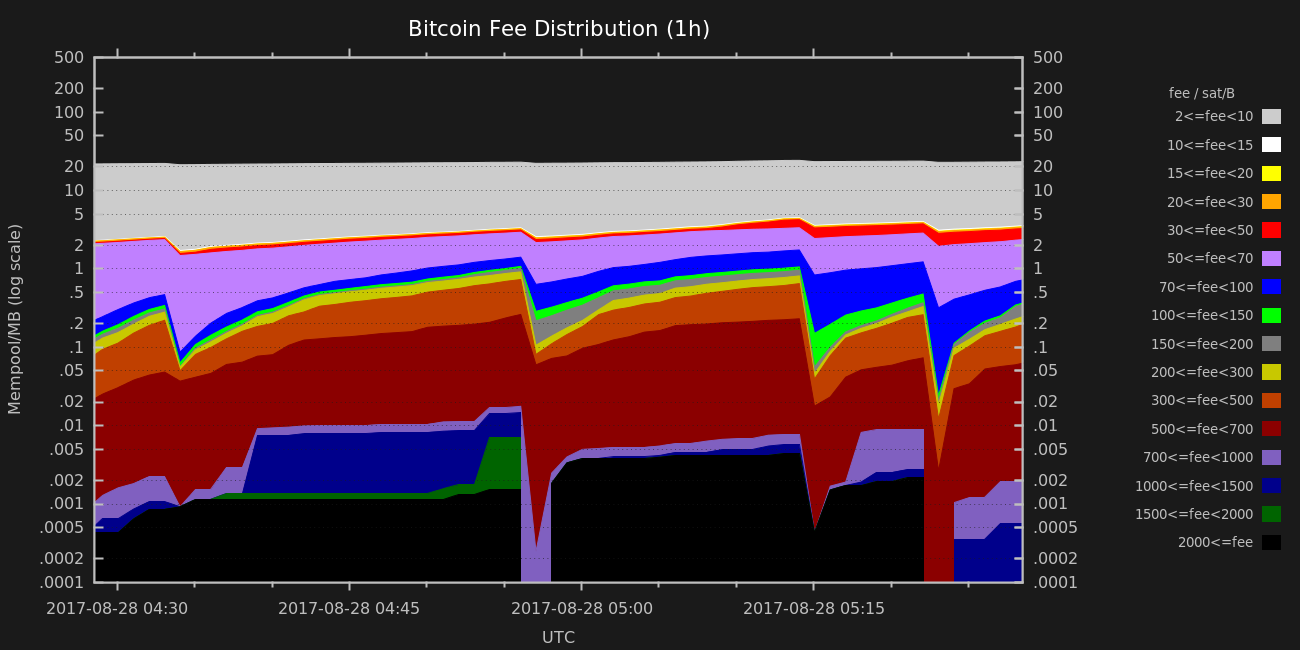 Bitcoin Fee Distribution (1h)
500
200
100
50
20
10
5
2
1
.5
.2
.1
.05
.02
.01
.005
.002
.001
.0005
.0002
.0001
Mempool/MB (log scale)
500
200
100
50
20
10
5
2
1
.5
.2
.1
.05
.02
.01
.005
.002
.001
.0005
.0002
.0001
2017-08-28 04:30 2017-08-28 04:45 2017-08-28 05:00 2017-08-28 05:15
UTC
fee / sat/B
2<=fee<10
10<=fee<15
15<=fee<20
20<=fee<30
30<=fee<50
50<=fee<70
70<=fee<100
100<=fee<150
150<=fee<200
200<=fee<300
300<=fee<500
500<=fee<700
700<=fee<1000
1000<=fee<1500
1500<=fee<2000
2000<=fee